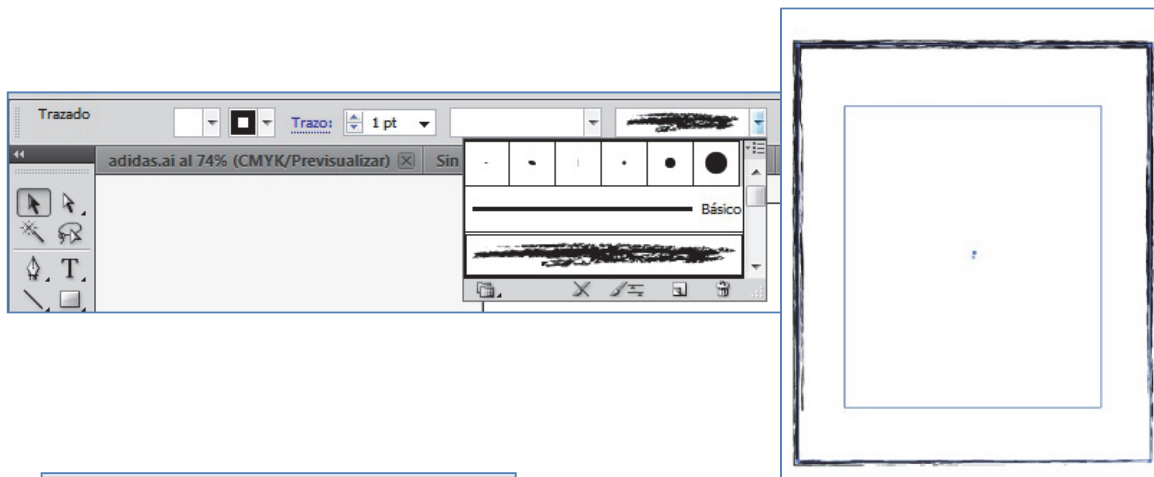 Trazado
Trazo: 1 pt
adidas.ai al 74% (CMYK/Previsualizar) Sin
Básico
T